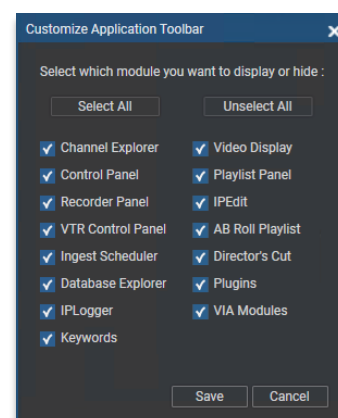 Customize Application Toolbar
Select which module you want to display or hide :
Select All
Unselect All
Channel Explorer
Video Display
Control Panel
Playlist Panel
Recorder Panel
IPEdit
VTR Control Panel
AB Roll Playlist
Ingest Scheduler
Director's Cut
Database Explorer
Plugins
IPLogger
VIA Modules
Keywords
Save
Cancel